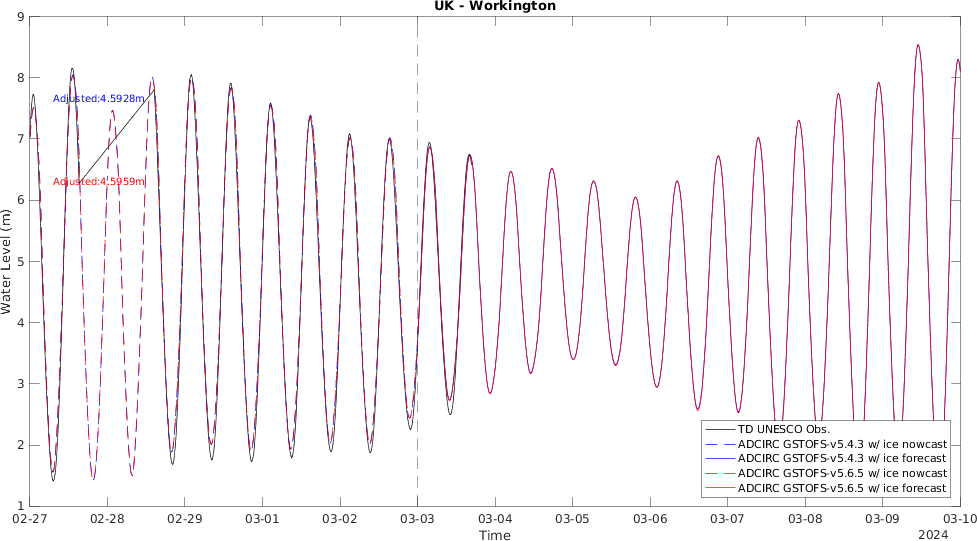 UK - Workington
9
8
7
6
5
4
3
2
1
Water Level (m)
Adjusted:4.5928m
Adjusted:4.5959m
TD UNESCO Obs.
ADCIRC GSTOFS-v5.4.3 w/ ice nowcast
ADCIRC GSTOFS-v5.4.3 w/ ice forecast
ADCIRC GSTOFS-v5.6.5 w/ ice nowcast
ADCIRC GSTOFS-v5.6.5 w/ ice forecast
02-27 02-28 02-29 03-01 03-02 03-03 03-04 03-05 03-06 03-07 03-08 03-09 03-10
Time
2024